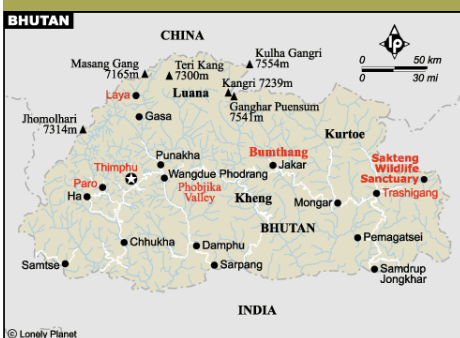 BHUTAN
CHINA
lp
0 50 km
0 30 mi
Kulha Gangri
7554m
Masang Gang
7165m
Teri Kang
7300m
Kangri 7239m
Laya
Luana
Ganghar Puensum
7541m
Gasa
Jhomolhari
7314m
Kurtoe
Punakha
Bumthang
Sakteng
Wildlife
Sanctuary
Thimphu
Wangdue Phodrang
Jakar
Paro
Phobjika
Valley
Trashigang
Ha
Kheng
Mongar
BHUTAN
Pemagatsei
Chhukha
Damphu
Samtse
Sarpang
Samdrup
Jongkhar
INDIA
© Lonely Planet